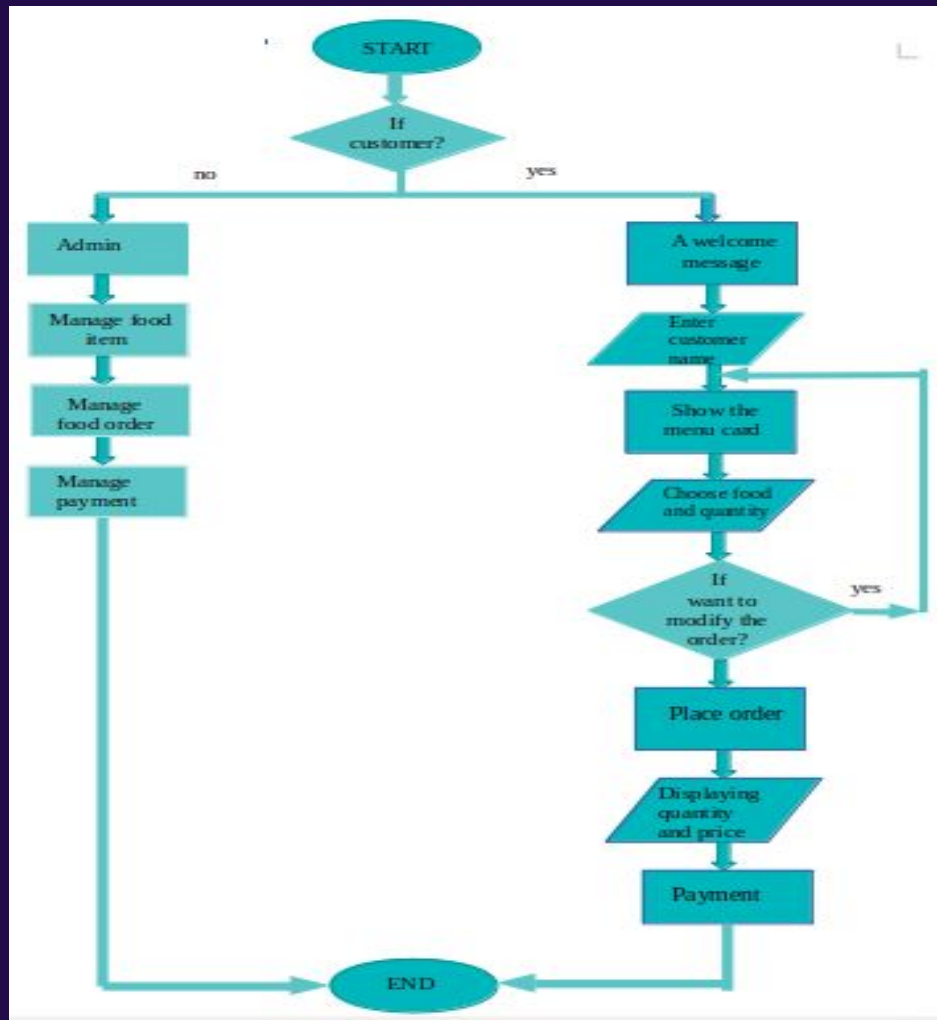 START
If
customer?
no
yes
Admin
Manage food
item
Manage
food order
Manage
payment
A welcome
message
Enter
customer
name
Show the
menu card
Choose food
and quantity
If
want to
modify the
order?
yes
Place order
Displaying
quantity
and price
Payment
END